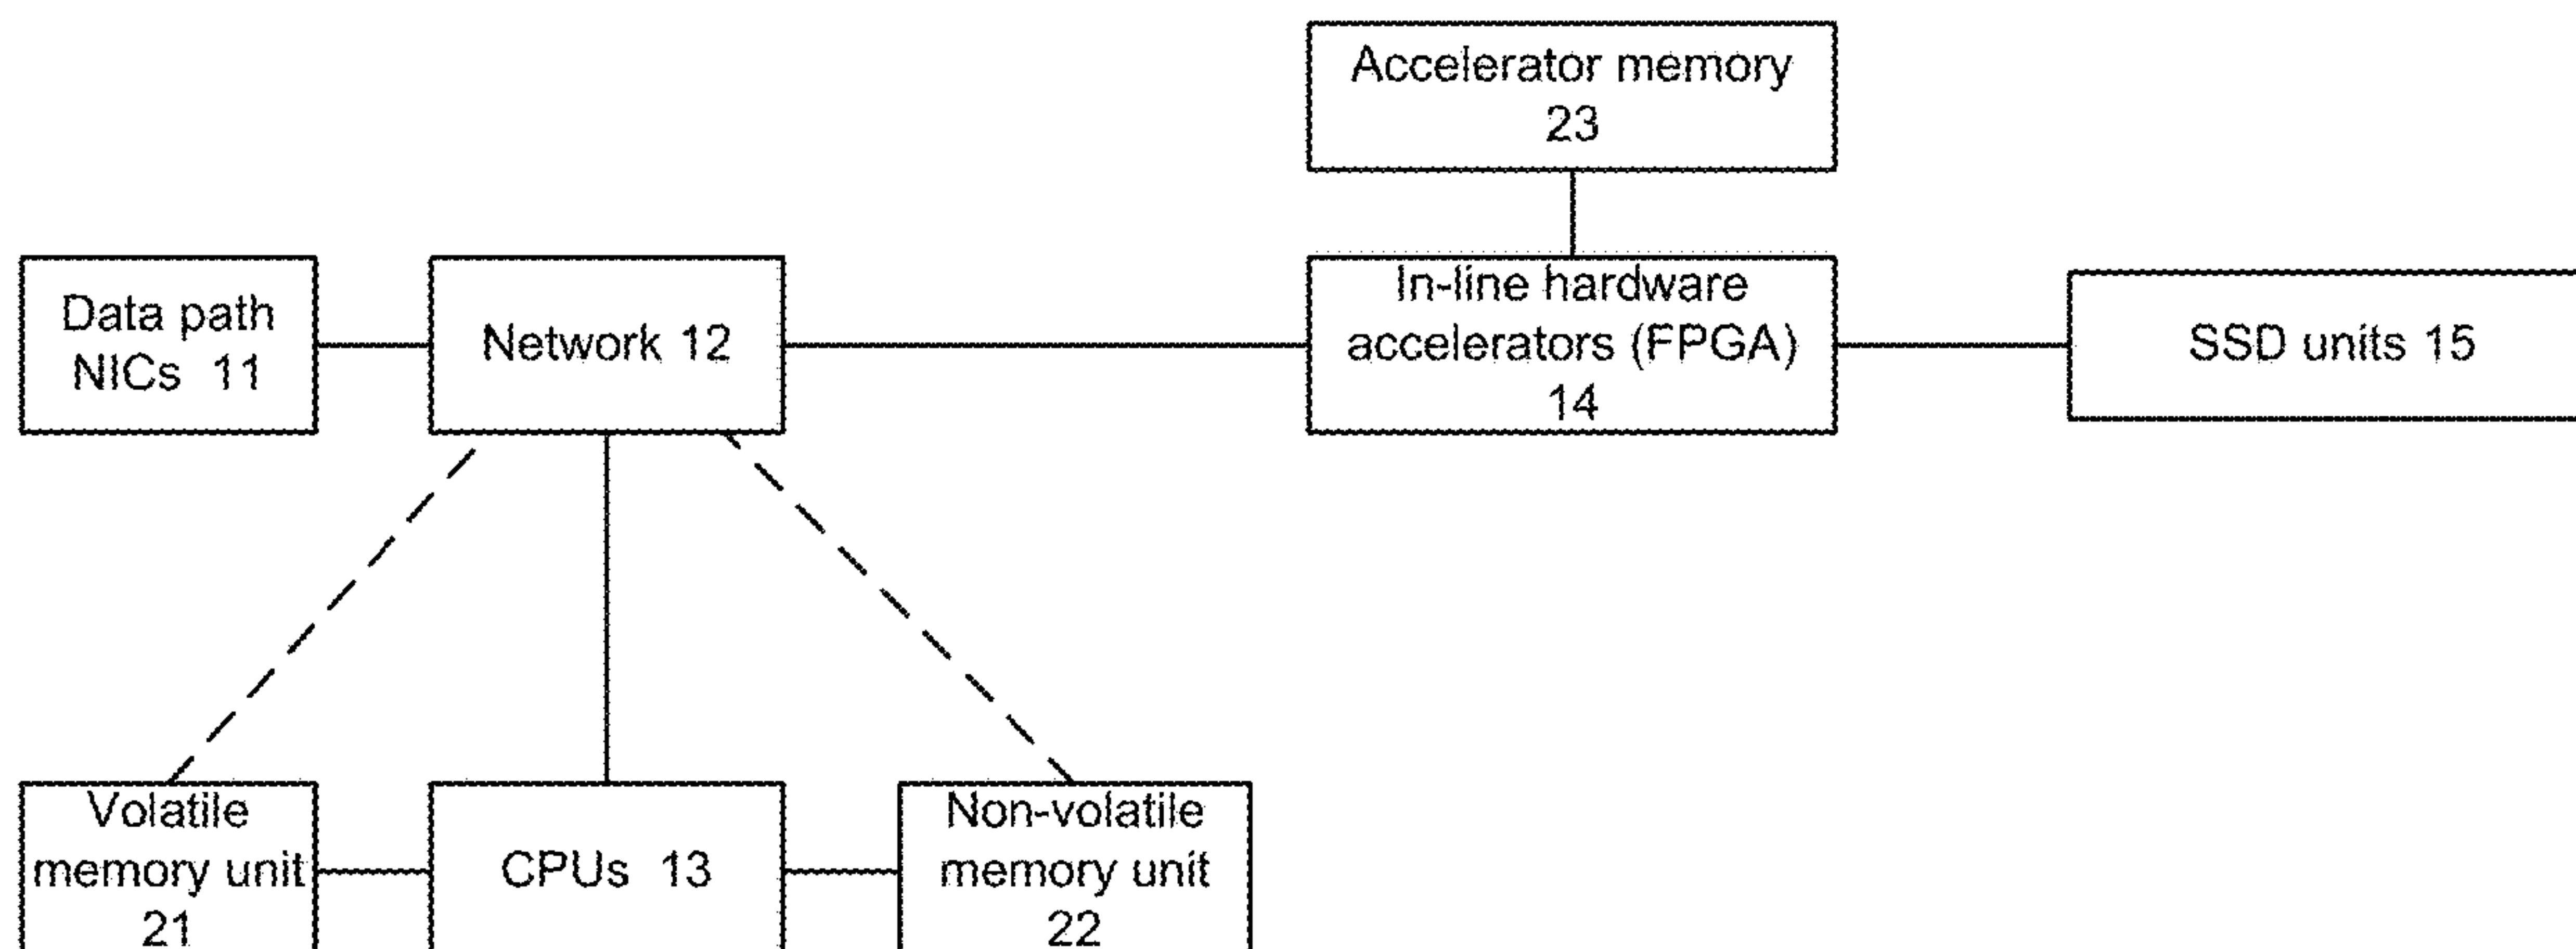 Accelerator memory
23
Data path
NICs 11
Network 12
In-line hardware
accelerators (FPGA)
14
SSD units 15
Volatile
memory unit
21
CPUs 13
Non-volatile
memory unit
22